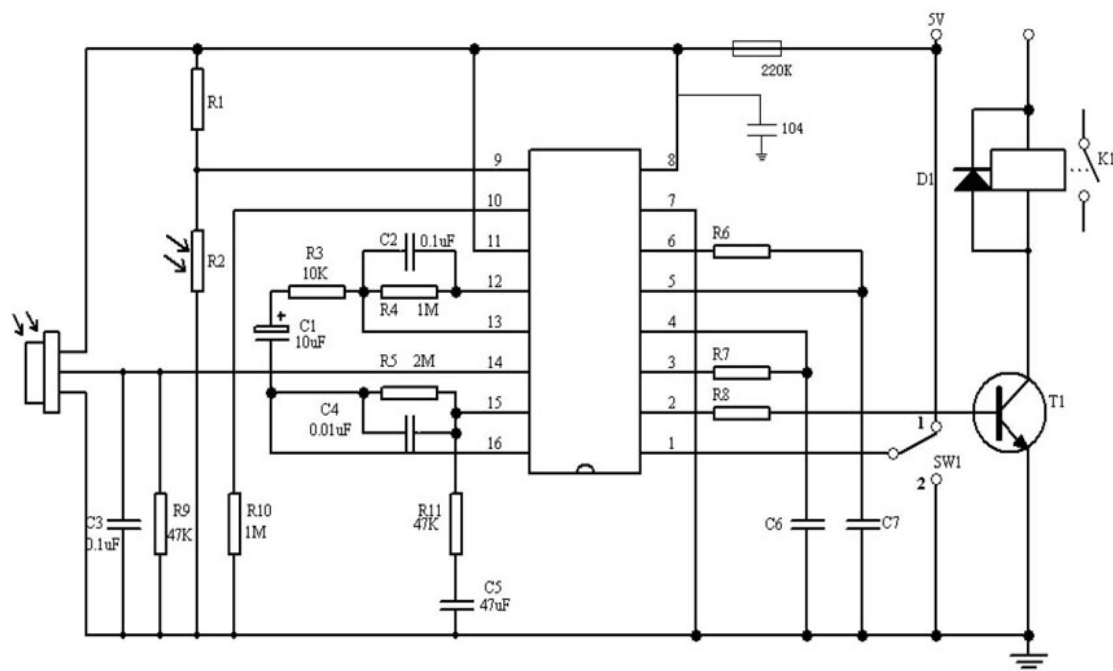 5V
220K
R1
104
9
8
K1
D1
10
7
C2
0.1uF
R6
R2
R3
10K
11
6
12
5
R4
1M
+
C1
10uF
13
4
R5
2M
14
R7
3
C4
0.01uF
15
R8
2
T1
1
16
1
SW1
2
C3
0.1uF
R9
47K
R10
1M
R11
47K
C6
C7
C5
47uF